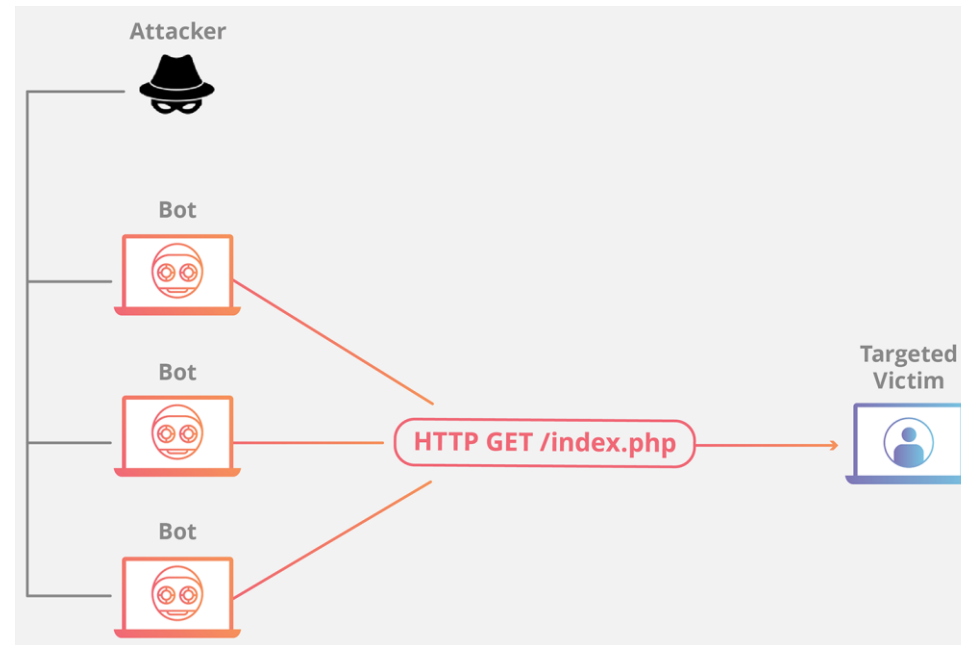 Attacker
Bot
Bot
HTTP GET /index.php
Targeted
Victim
Bot